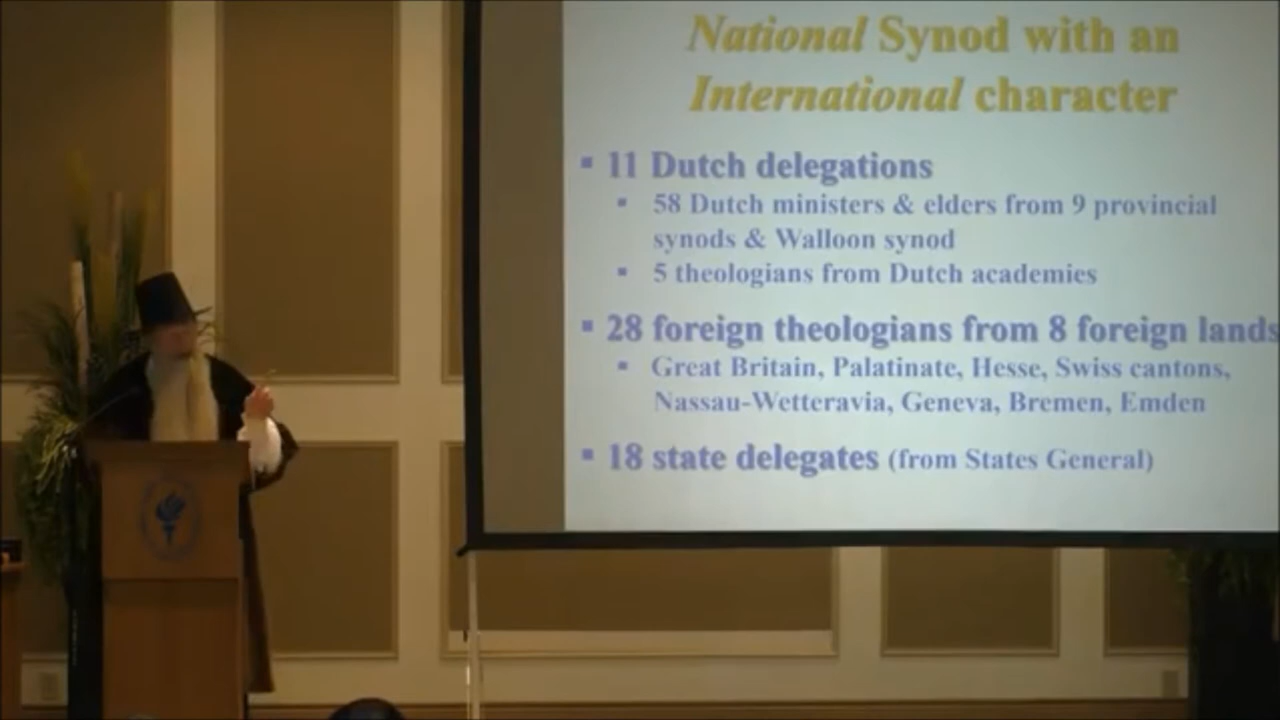 National Synod with an
International character
▪ 11 Dutch delegations
▪ 58 Dutch ministers & elders from 9 provincial
synods & Walloon synod
▪ 5 theologians from Dutch academies
▪ 28 foreign theologians from 8 foreign lands
▪ Great Britain, Palatinate, Hesse, Swiss cantons,
Nassau-Wetteravia, Geneva, Bremen, Emden
▪ 18 state delegates (from States General)